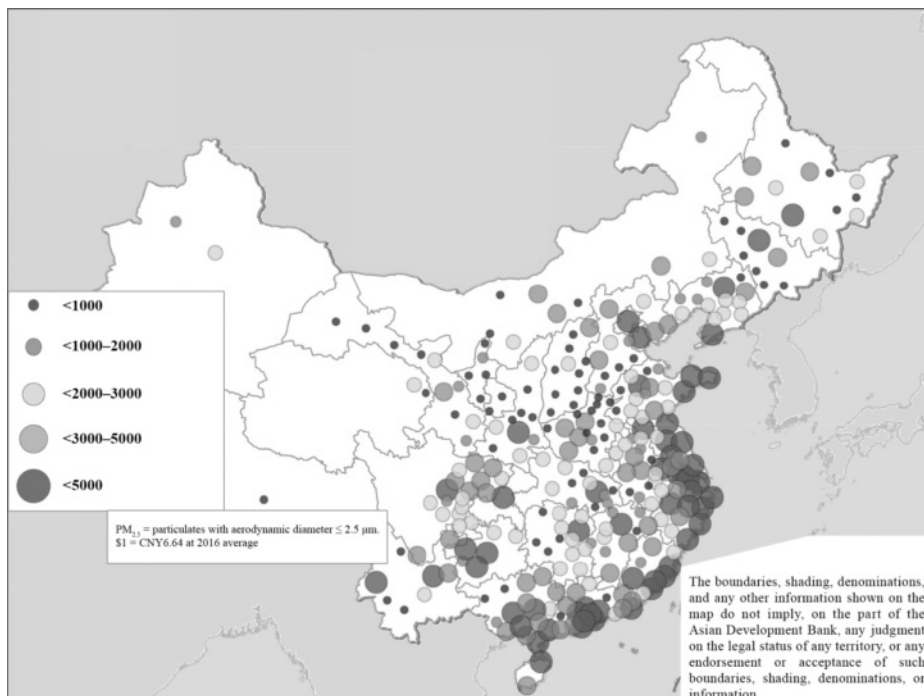 <1000
<1000–2000
<2000–3000
<3000–5000
<5000
PM2.5 = particulates with aerodynamic diameter ≤ 2.5 μm.
$1 = CNY6.64 at 2016 average
The boundaries, shading, denominations,
and any other information shown on the
map do not imply, on the part of the
Asian Development Bank, any judgment
on the legal status of any territory, or any
endorsement or acceptance of such
boundaries, shading, denominations, or
information.